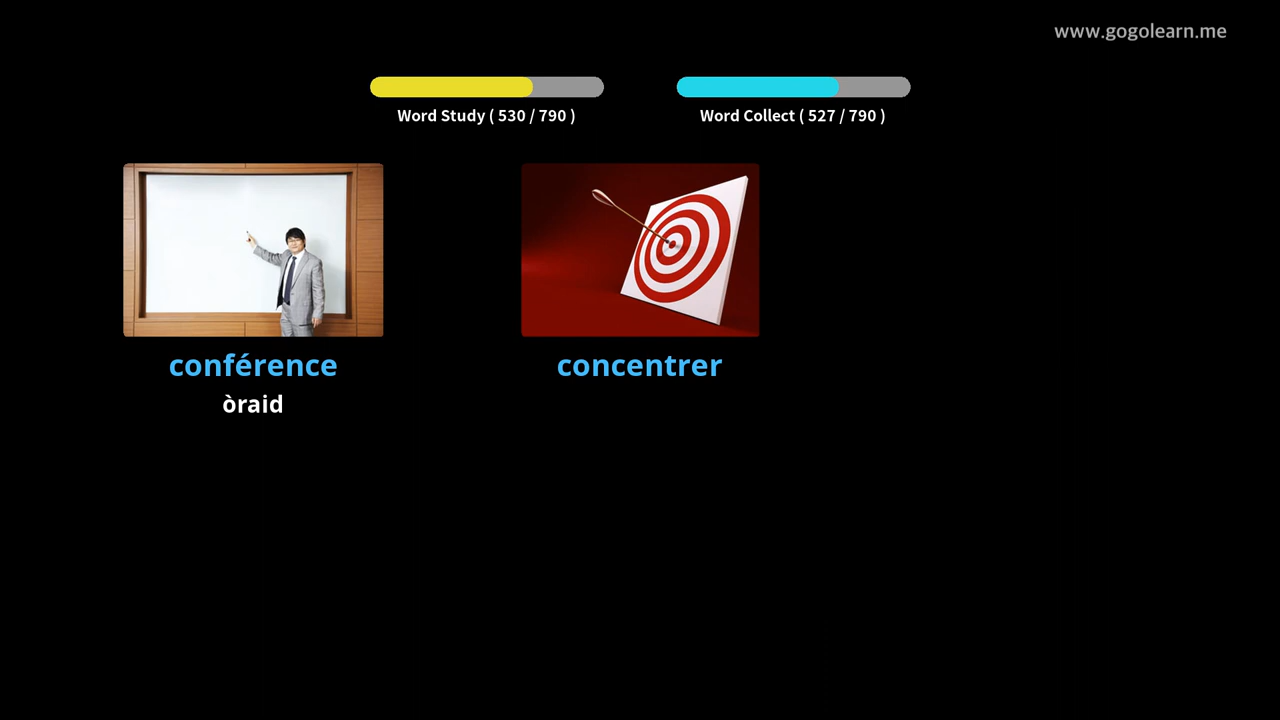 www.gogolearn.me
Word Study ( 530 / 790 )
Word Collect ( 527 / 790 )
conférence
concentrer
òraid